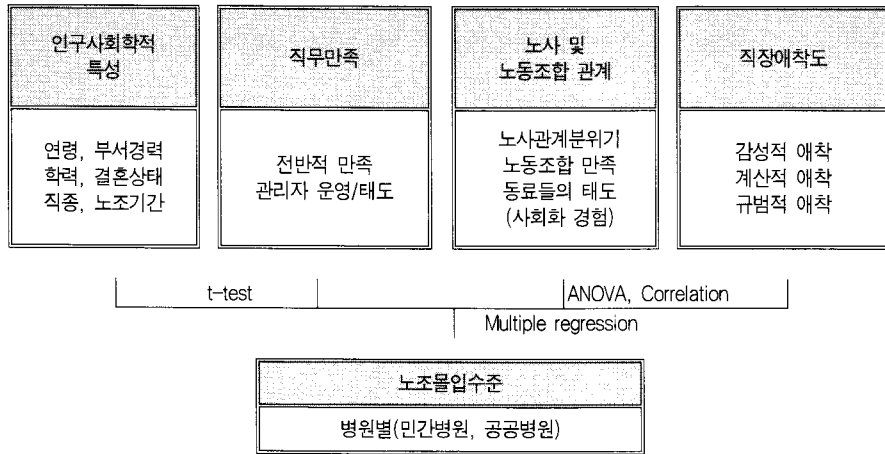 인구사회학적
특성
연령, 부서경력
학력, 결혼상태
직종, 노조기간
직무만족
전반적 만족
관리자 운영/태도
노사 및
노동조합 관계
노사관계분위기
노동조합 만족
동료들의 태도
(사회화 경험)
직장애착도
감성적 애착
계산적 애착
규범적 애착
t-test
ANOVA, Correlation
Multiple regression
노조몰입수준
병원별(민간병원, 공공병원)